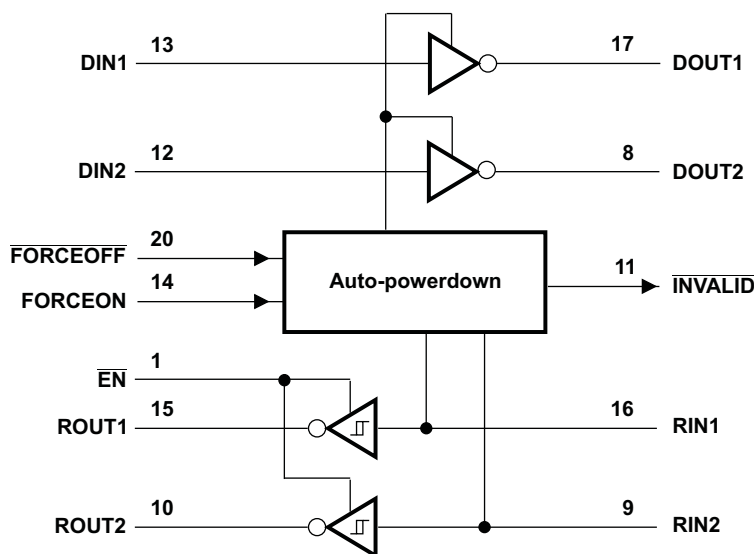 DIN1 13 17 DOUT1
DIN2 12 8 DOUT2
FORCEOFF 20
Auto-powerdown
11 INVALID
FORCEON 14
EN 1
ROUT1 15 16 RIN1
ROUT2 10 9 RIN2